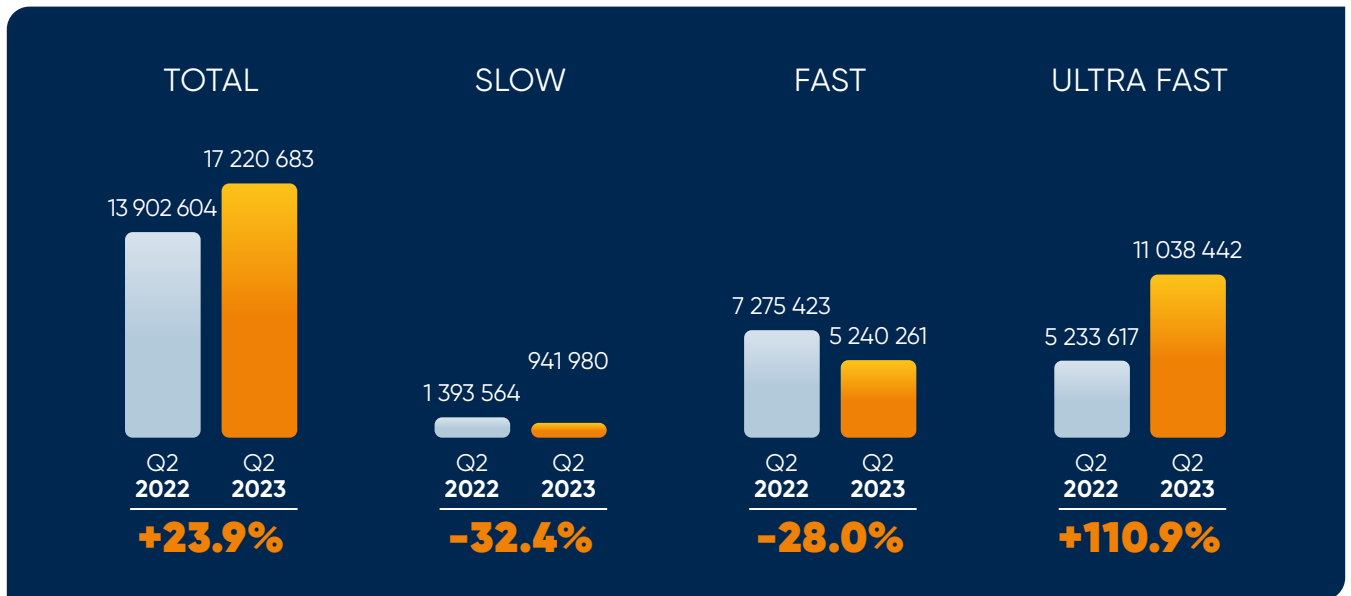 TOTAL
17 220 683
13 902 604
Q2 Q2
2022 2023
+23.9%
SLOW
941 980
1 393 564
Q2 Q2
2022 2023
-32.4%
FAST
7 275 423
5 240 261
Q2 Q2
2022 2023
-28.0%
ULTRA FAST
11 038 442
5 233 617
Q2 Q2
2022 2023
+110.9%